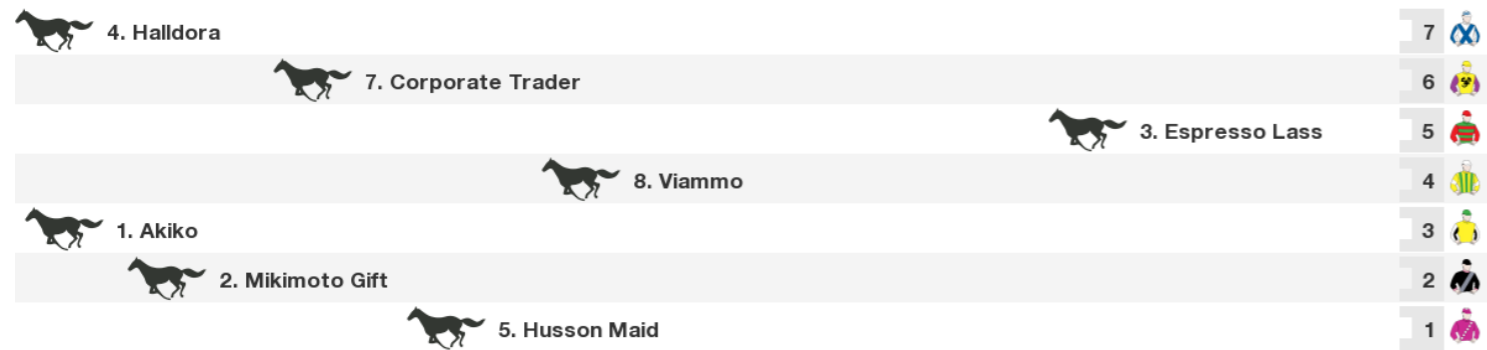 4. Halldora 7
7. Corporate Trader 6
3. Espresso Lass 5
8. Viammo 4
1. Akiko 3
2. Mikimoto Gift 2
5. Husson Maid 1